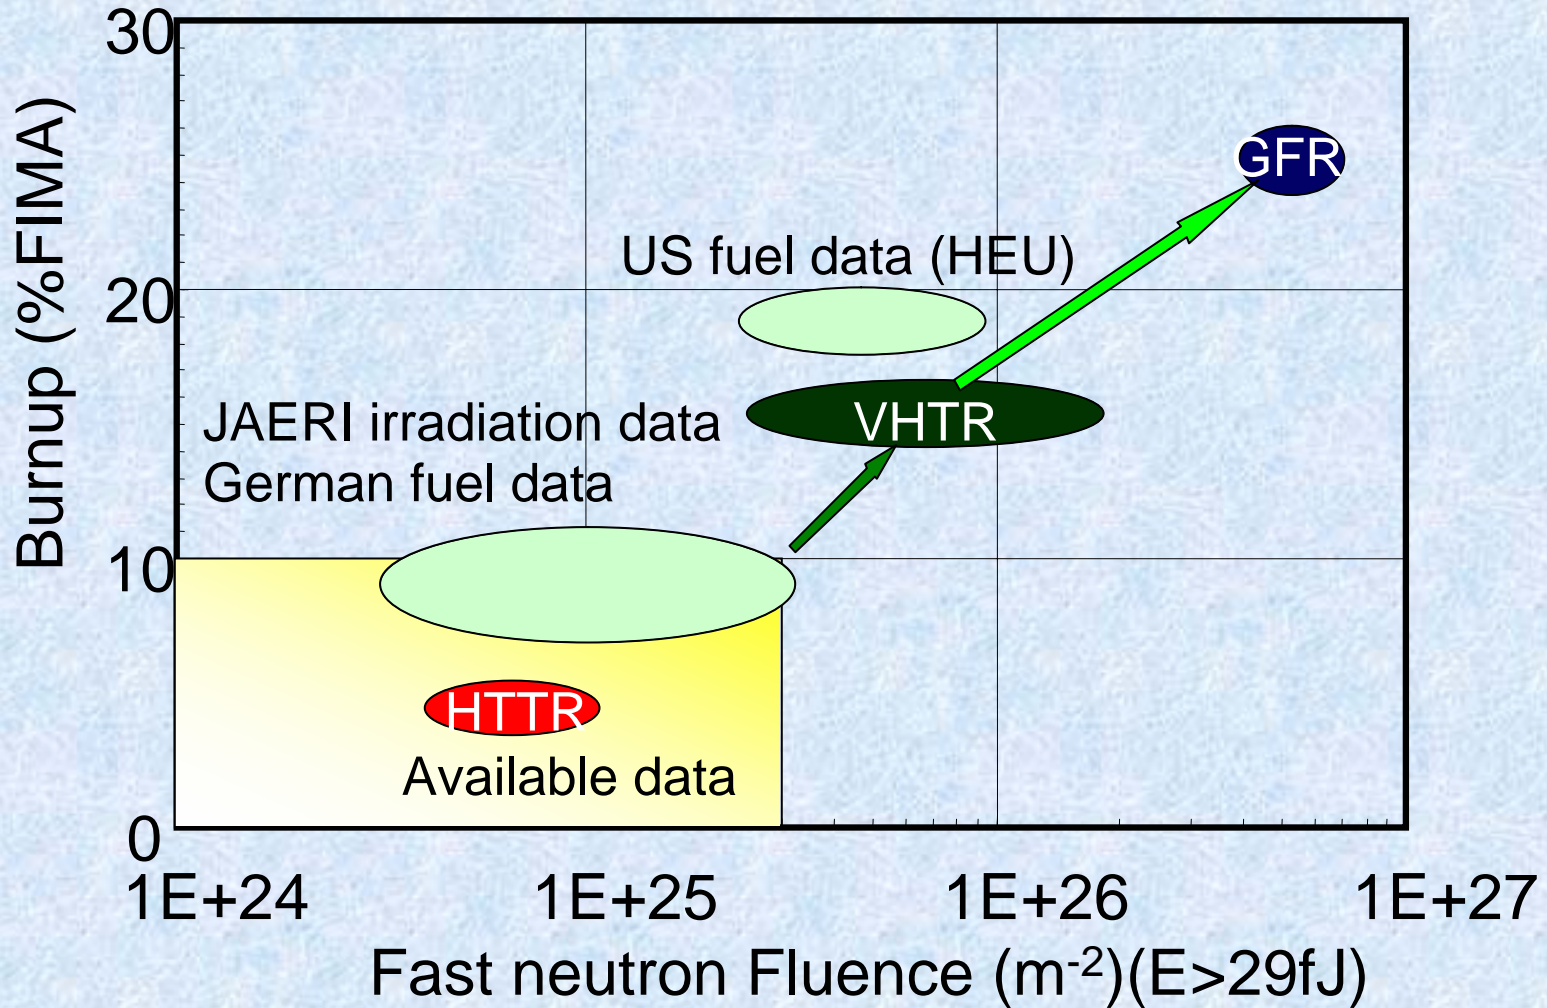 30
20
10
0
Burnup (%FIMA)
GFR
US fuel data (HEU)
VHTR
JAERI irradiation data
German fuel data
HTTR
Available data
1E+24
1E+25
1E+26
1E+27
Fast neutron Fluence (m⁻²)(E>29fJ)